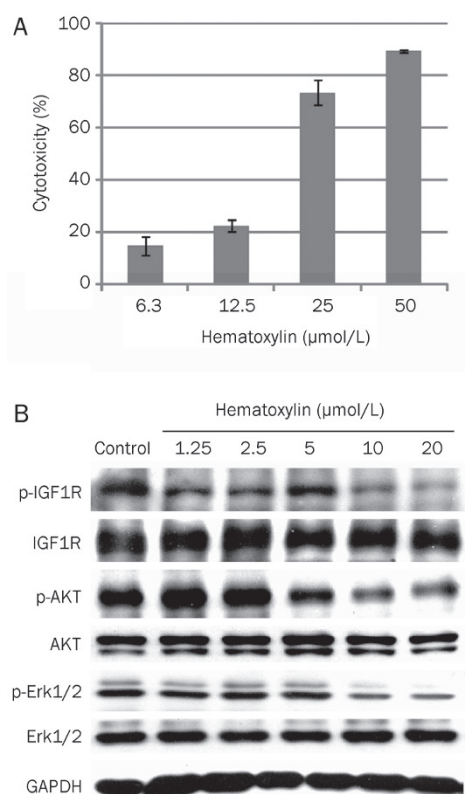 A
100
80
60
40
20
0
Cytotoxicity (%)
6.3 12.5 25 50
Hematoxylin (μmol/L)
B
Hematoxylin (μmol/L)
Control 1.25 2.5 5 10 20
p-IGF1R
IGF1R
p-AKT
AKT
p-Erk1/2
Erk1/2
GAPDH